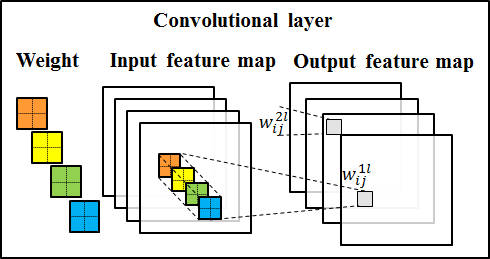 Convolutional layer
Weight Input feature map Output feature map
w_{ij}^{2l}
w_{ij}^{1l}